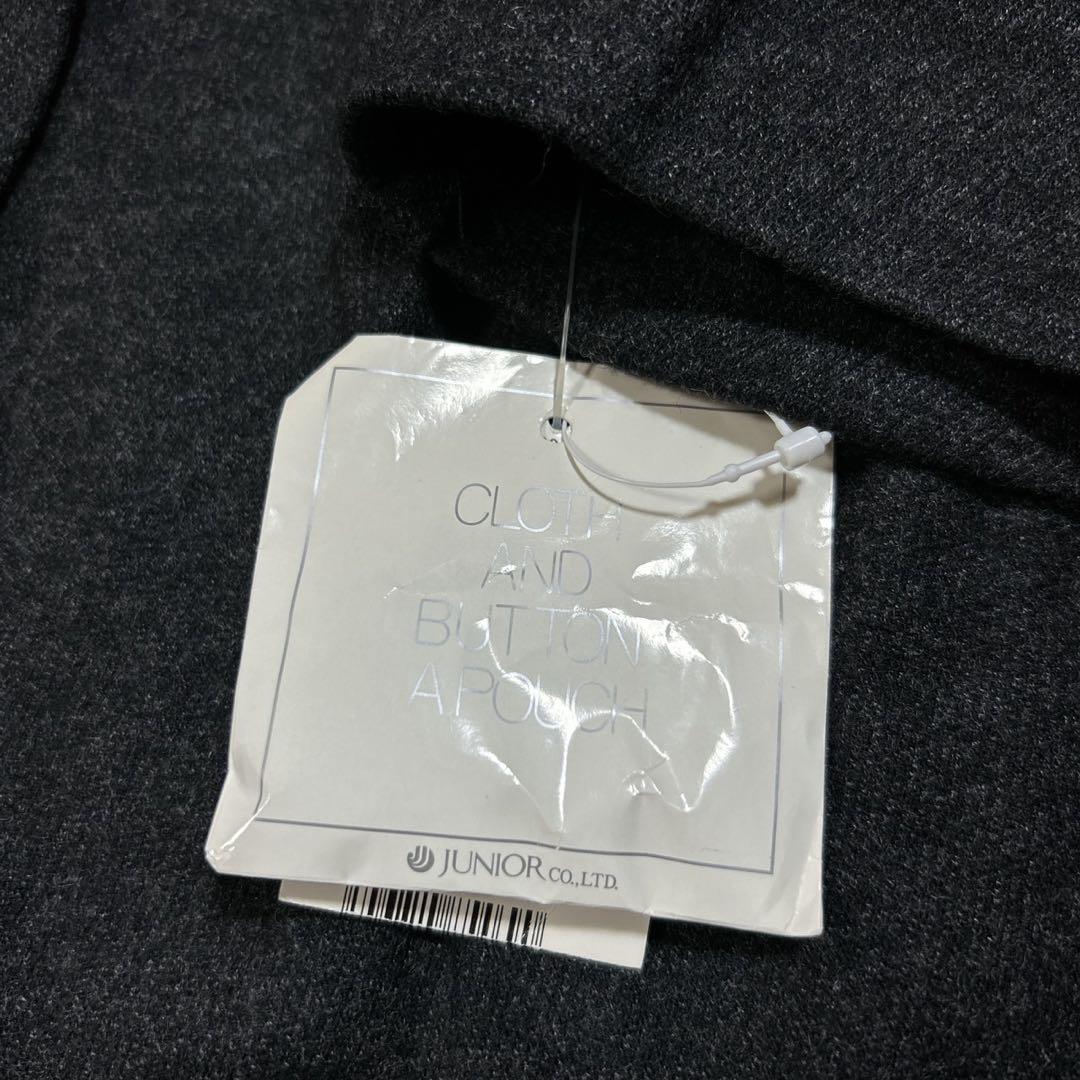 CLOTH
AND
BUTTON
A.POUCH
JUNIOR CO.,LTD.